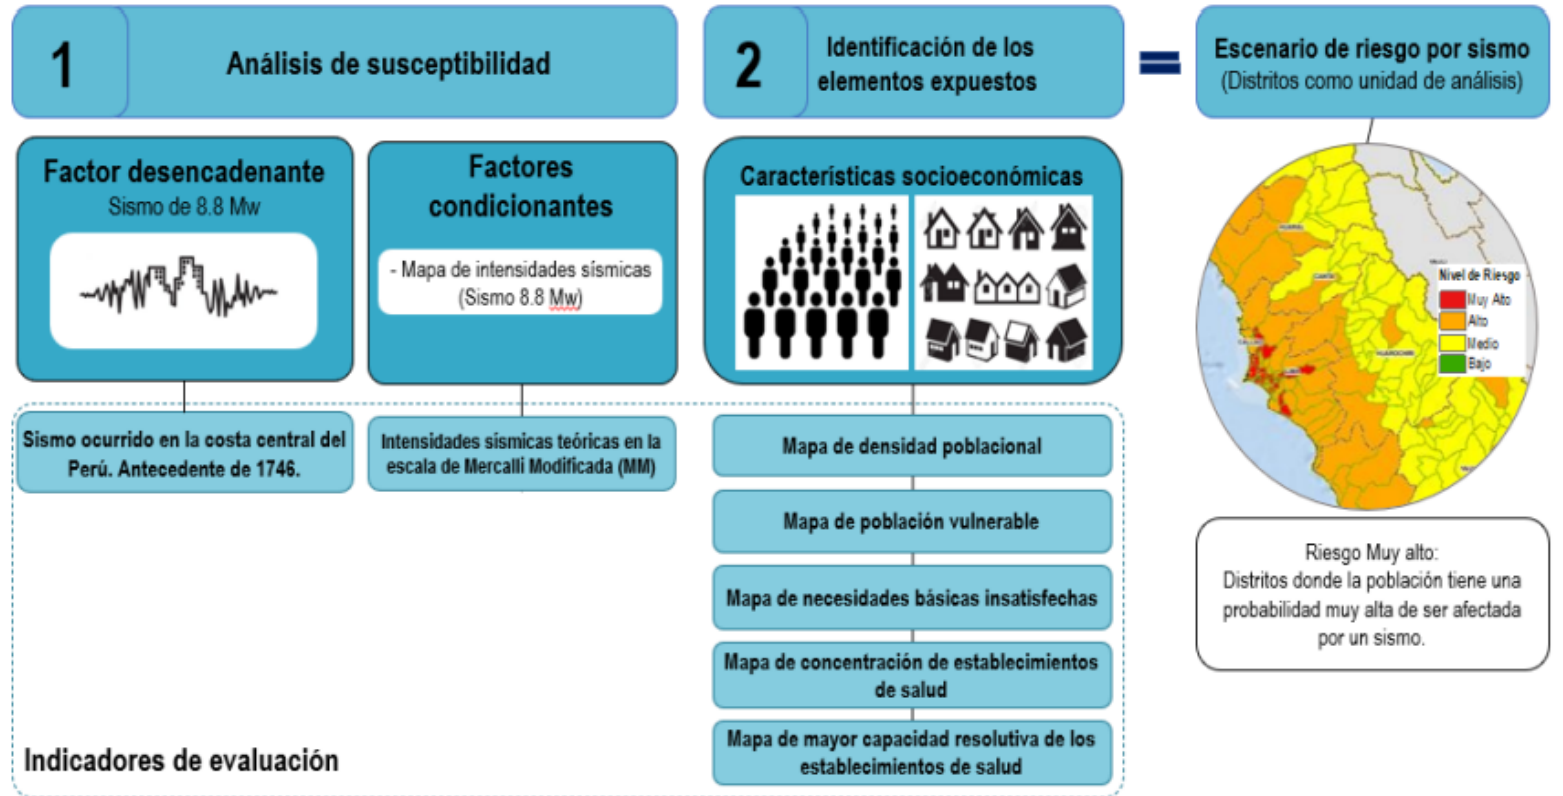 1
Análisis de susceptibilidad
2
Identificación de los
elementos expuestos
=
Escenario de riesgo por sismo
(Distritos como unidad de análisis)
Factor desencadenante
Sismo de 8.8 Mw
Factores
condicionantes
- Mapa de intensidades sísmicas
(Sismo 8.8 Mw)
Características socioeconómicas
Nivel de Riesgo
Muy Alto
Alto
Medio
Bajo
Sismo ocurrido en la costa central del
Perú. Antecedente de 1746.
Intensidades sísmicas teóricas en la
escala de Mercalli Modificada (MM)
Mapa de densidad poblacional
Mapa de población vulnerable
Mapa de necesidades básicas insatisfechas
Mapa de concentración de establecimientos
de salud
Mapa de mayor capacidad resolutiva de los
establecimientos de salud
Riesgo Muy alto:
Distritos donde la población tiene una
probabilidad muy alta de ser afectada
por un sismo.
Indicadores de evaluación